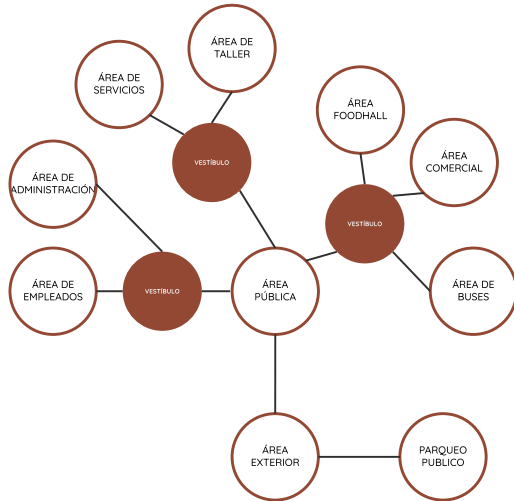 ÁREA DE
TALLER
ÁREA DE
SERVICIOS
ÁREA
FOODHALL
ÁREA
COMERCIAL
VESTÍBULO
ÁREA DE
ADMINISTRACIÓN
VESTÍBULO
ÁREA DE
EMPLEADOS
VESTÍBULO
ÁREA
PÚBLICA
ÁREA DE
BUSES
ÁREA
EXTERIOR
PARQUEO
PUBLICO